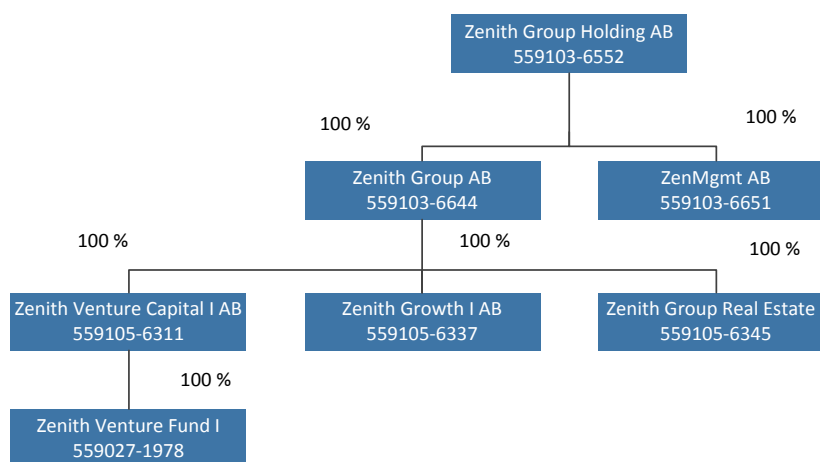 Zenith Group Holding AB
559103-6552
100 %
100 %
Zenith Group AB
559103-6644
ZenMgmt AB
559103-6651
100 %
100 %
100 %
Zenith Venture Capital I AB
559105-6311
Zenith Growth I AB
559105-6337
Zenith Group Real Estate
559105-6345
100 %
Zenith Venture Fund I
559027-1978